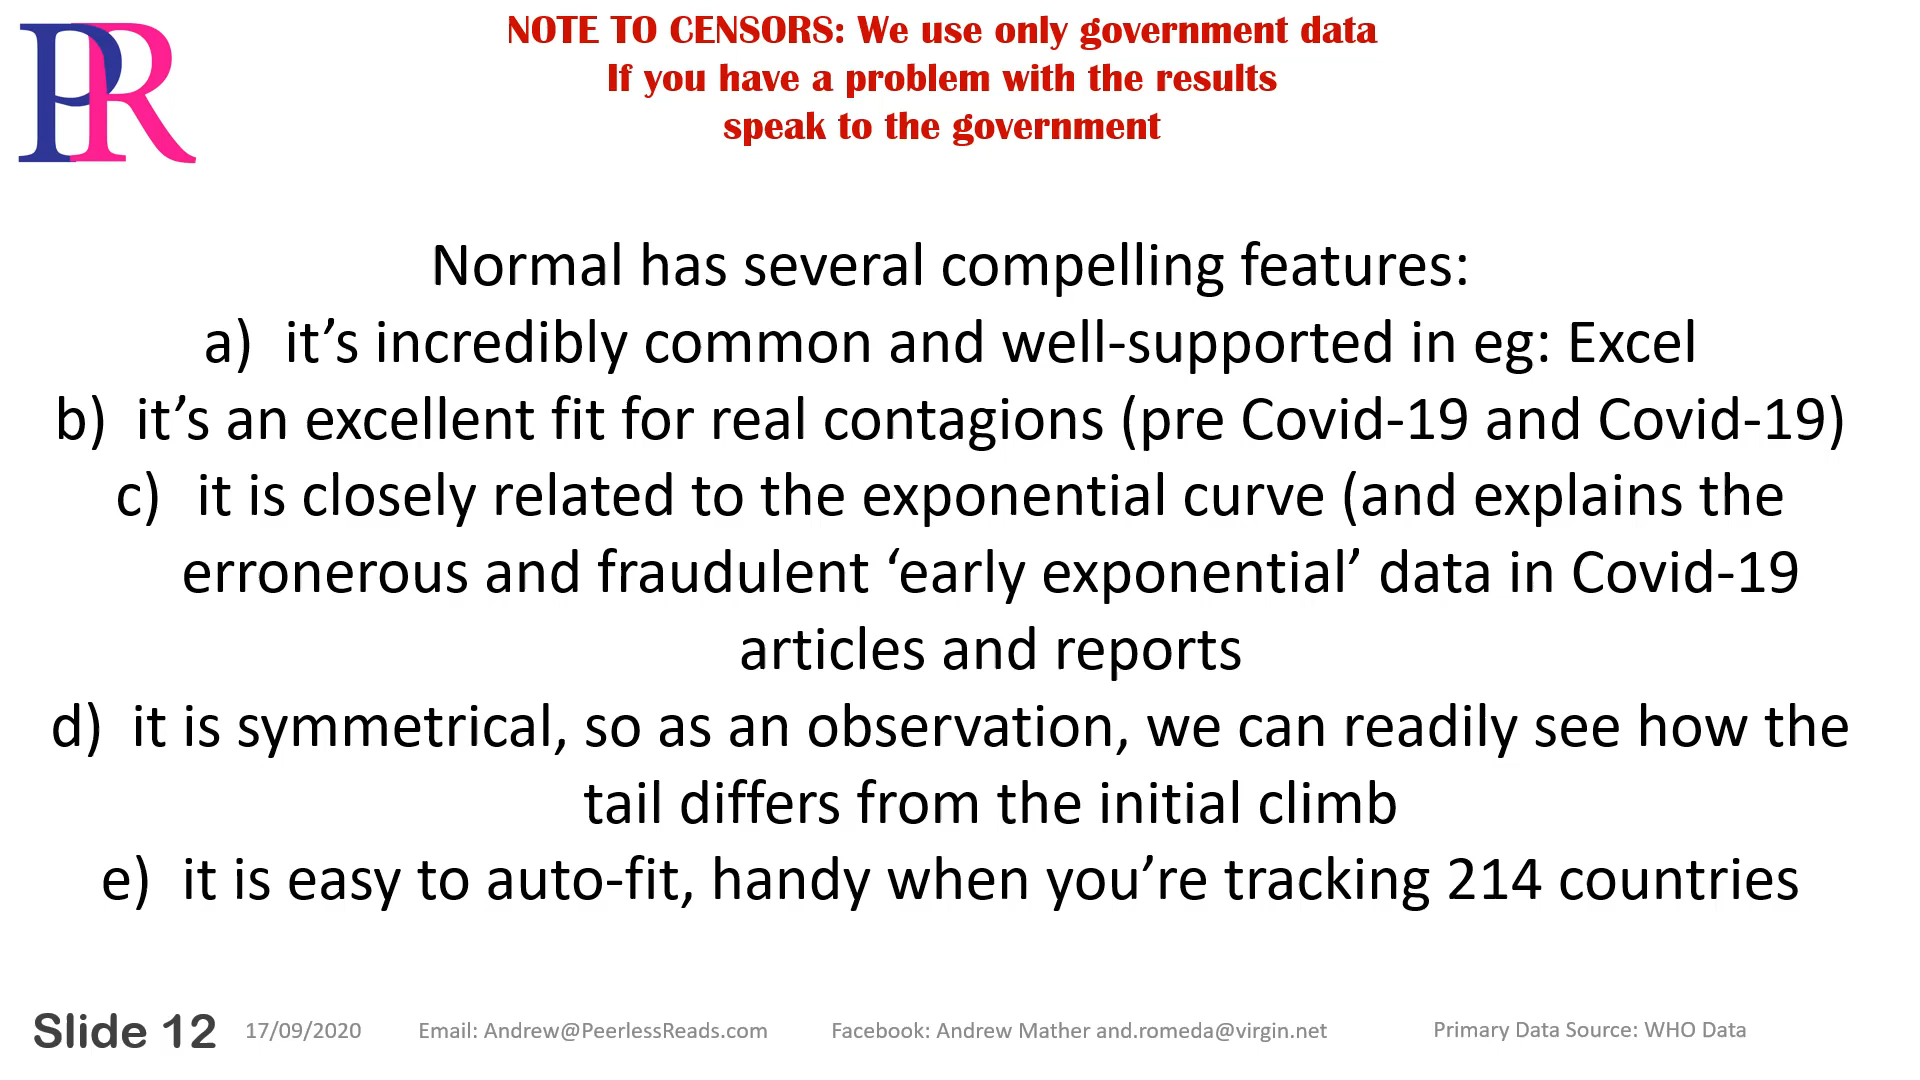 PR
NOTE TO CENSORS: We use only government data
If you have a problem with the results
speak to the government
Normal has several compelling features:
a) it’s incredibly common and well-supported in eg: Excel
b) it’s an excellent fit for real contagions (pre Covid-19 and Covid-19)
c) it is closely related to the exponential curve (and explains the
erronerous and fraudulent ‘early exponential’ data in Covid-19
articles and reports
d) it is symmetrical, so as an observation, we can readily see how the
tail differs from the initial climb
e) it is easy to auto-fit, handy when you’re tracking 214 countries
Slide 12 17/09/2020 Email: Andrew@PeerlessReads.com Facebook: Andrew Mather and.romeda@virgin.net Primary Data Source: WHO Data